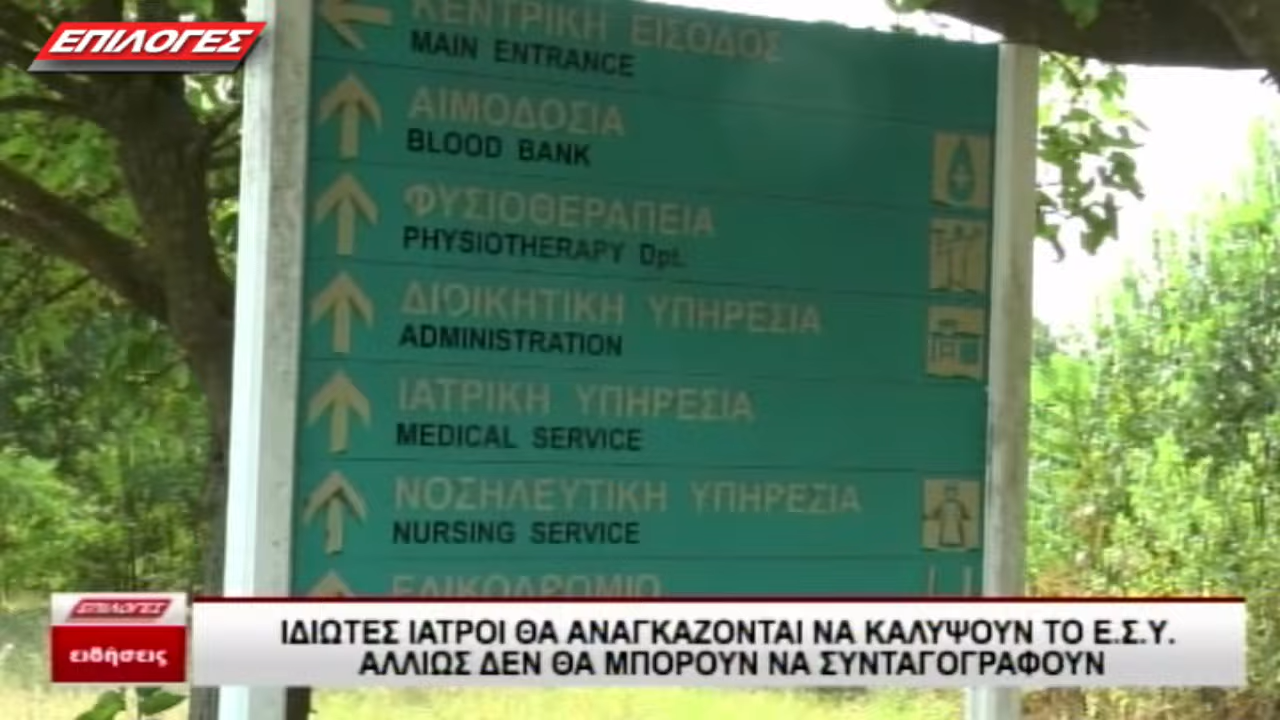 ΕΠΙΛΟΓΕΣ
ΚΕΝΤΡΙΚΗ ΕΙΣΟΔΟΣ
MAIN ENTRANCE
ΑΙΜΟΔΟΣΙΑ
BLOOD BANK
ΦΥΣΙΟΘΕΡΑΠΕΙΑ
PHYSIOTHERAPY Dpt.
ΔΙΟΙΚΗΤΙΚΗ ΥΠΗΡΕΣΙΑ
ADMINISTRATION
ΙΑΤΡΙΚΗ ΥΠΗΡΕΣΙΑ
MEDICAL SERVICE
ΝΟΣΗΛΕΥΤΙΚΗ ΥΠΗΡΕΣΙΑ
NURSING SERVICE
ΕΛΙΚΟΔΡΟΜΙΟ
ΕΠΙΛΟΓΕΣ
ειδήσεις
ΙΔΙΩΤΕΣ ΙΑΤΡΟΙ ΘΑ ΑΝΑΓΚΑΖΟΝΤΑΙ ΝΑ ΚΑΛΥΨΟΥΝ ΤΟ Ε.Σ.Υ.
ΑΛΛΙΩΣ ΔΕΝ ΘΑ ΜΠΟΡΟΥΝ ΝΑ ΣΥΝΤΑΓΟΓΡΑΦΟΥΝ